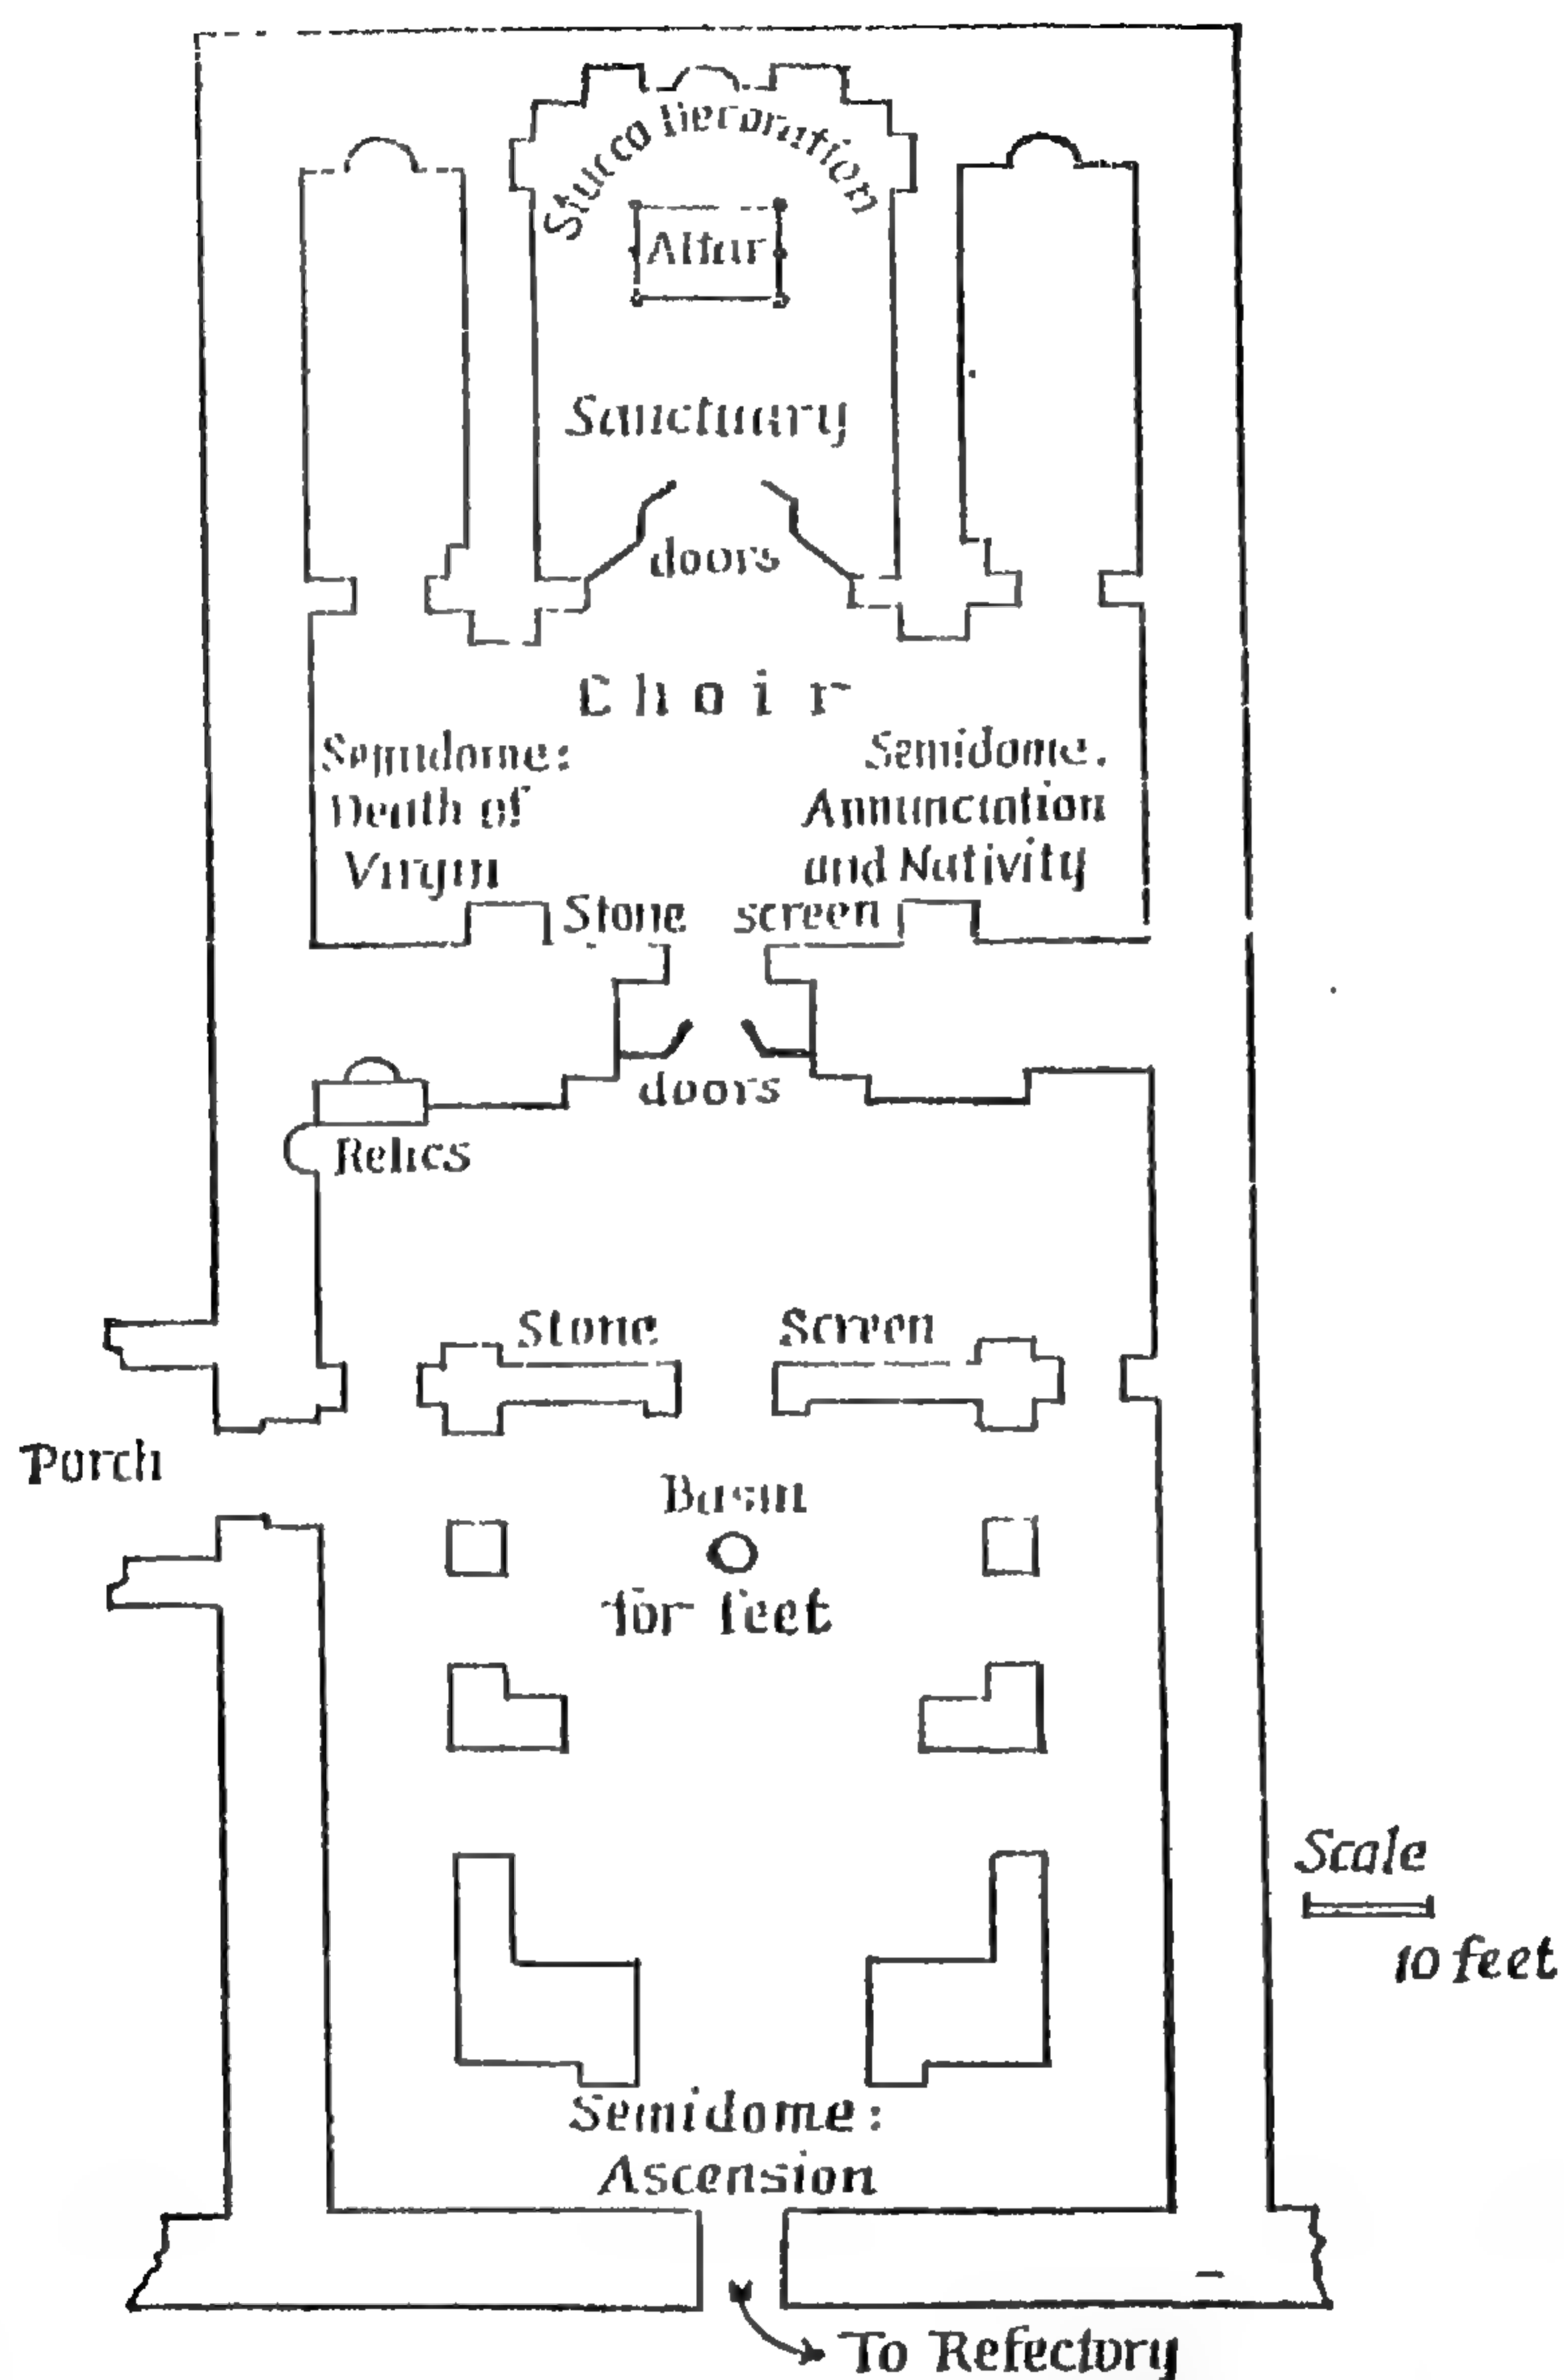 Stucco Decoration
Altar
Sanctuary
doors
Choir
Semidome:
Death of
Virgin
Semidome.
Annunciation
and Nativity
Stone screen
doors
Relics
Stone Screen
Porch
Basin
for feet
Scale
10 feet
Semidome:
Ascension
To Refectory